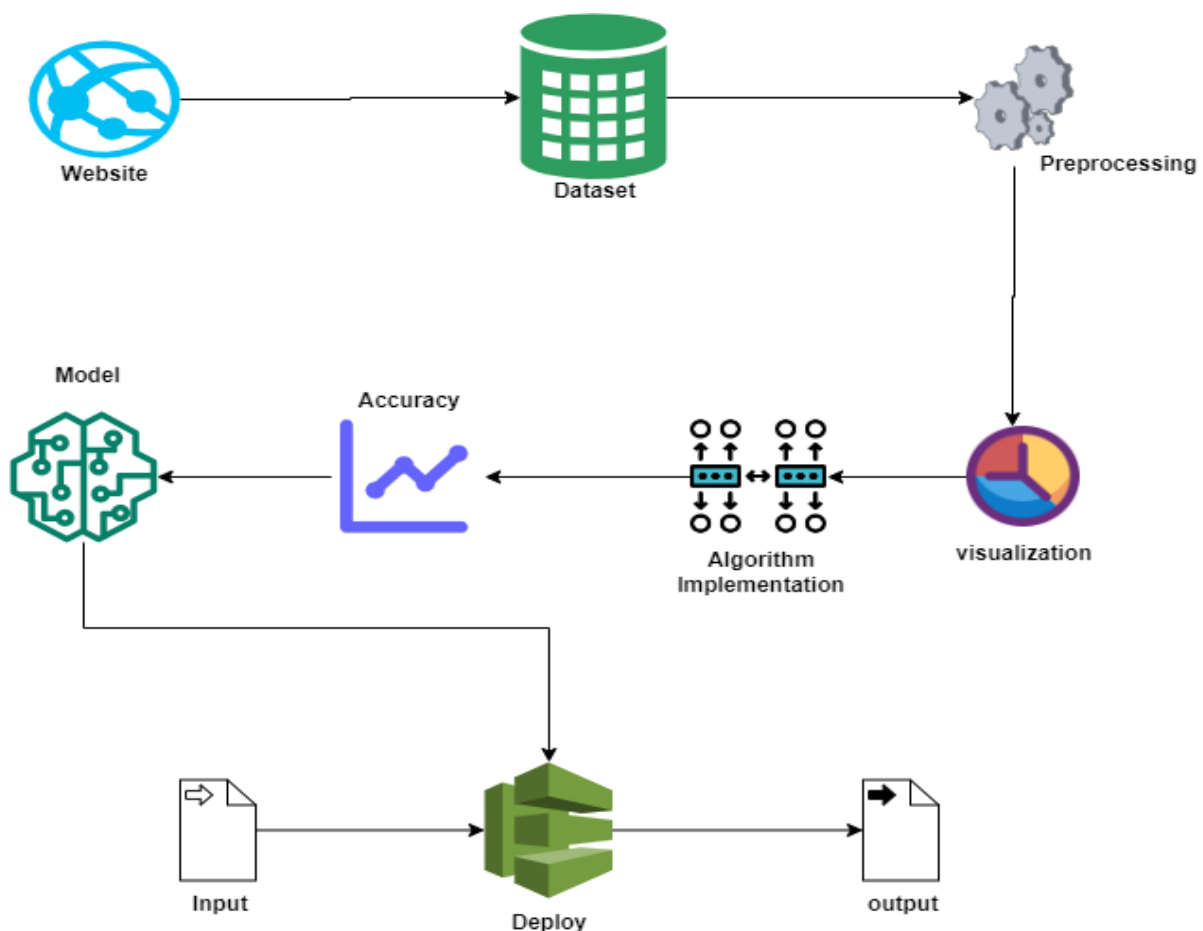 Website
Dataset
Preprocessing
Model
Accuracy
Algorithm
Implementation
visualization
Input
Deploy
output